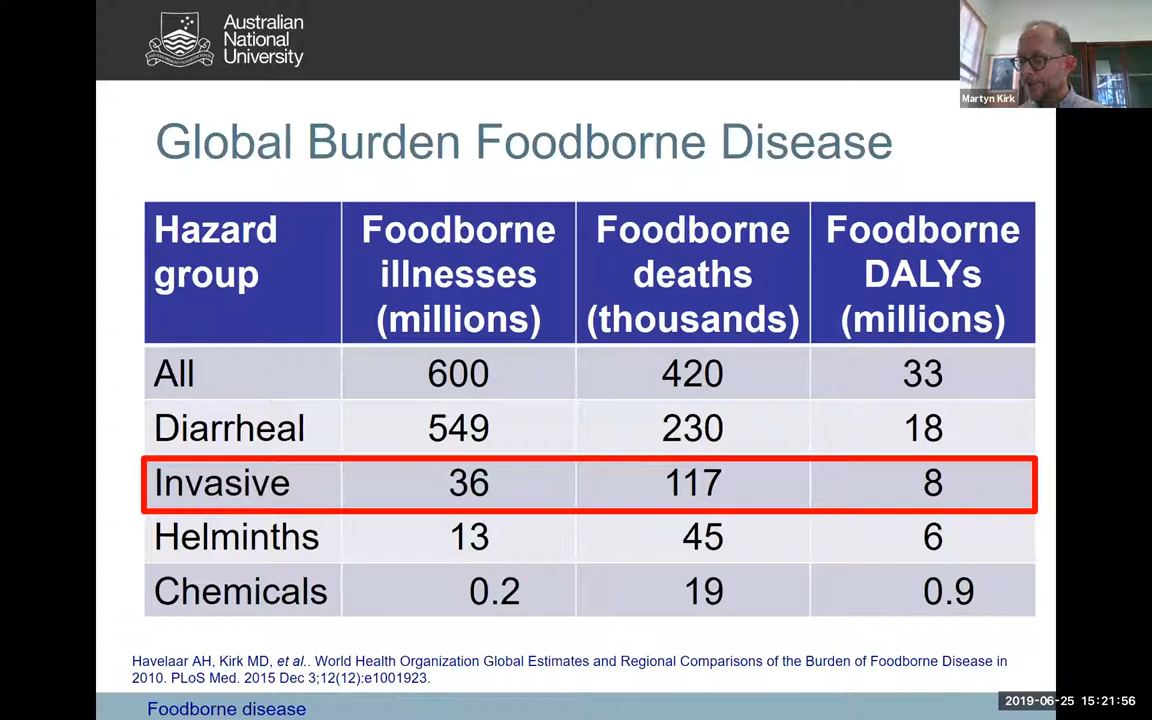 Australian
National
University
Martyn Kirk
Global Burden Foodborne Disease
Hazard group Foodborne illnesses (millions) Foodborne deaths (thousands) Foodborne DALYs (millions)
All 600 420 33
Diarrheal 549 230 18
Invasive 36 117 8
Helminths 13 45 6
Chemicals 0.2 19 0.9
Havelaar AH, Kirk MD, et al.. World Health Organization Global Estimates and Regional Comparisons of the Burden of Foodborne Disease in
2010. PLoS Med. 2015 Dec 3;12(12):e1001923.
Foodborne disease
2019-06-25 15:21:56